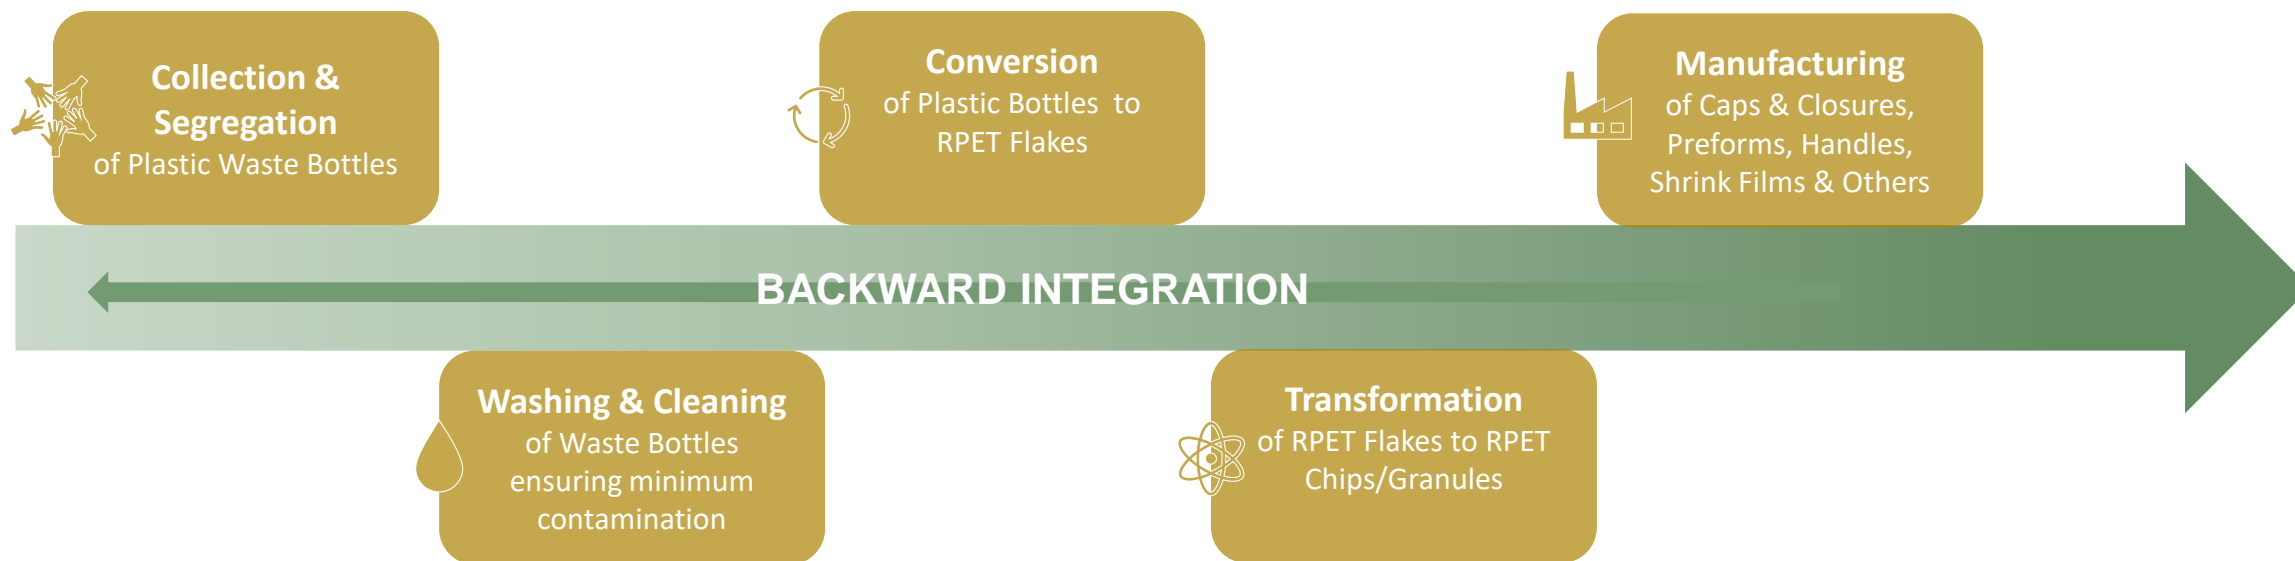 Collection &
Segregation
of Plastic Waste Bottles
Conversion
of Plastic Bottles to
RPET Flakes
Manufacturing
of Caps & Closures,
Preforms, Handles,
Shrink Films & Others
BACKWARD INTEGRATION
Washing & Cleaning
of Waste Bottles
ensuring minimum
contamination
Transformation
of RPET Flakes to RPET
Chips/Granules